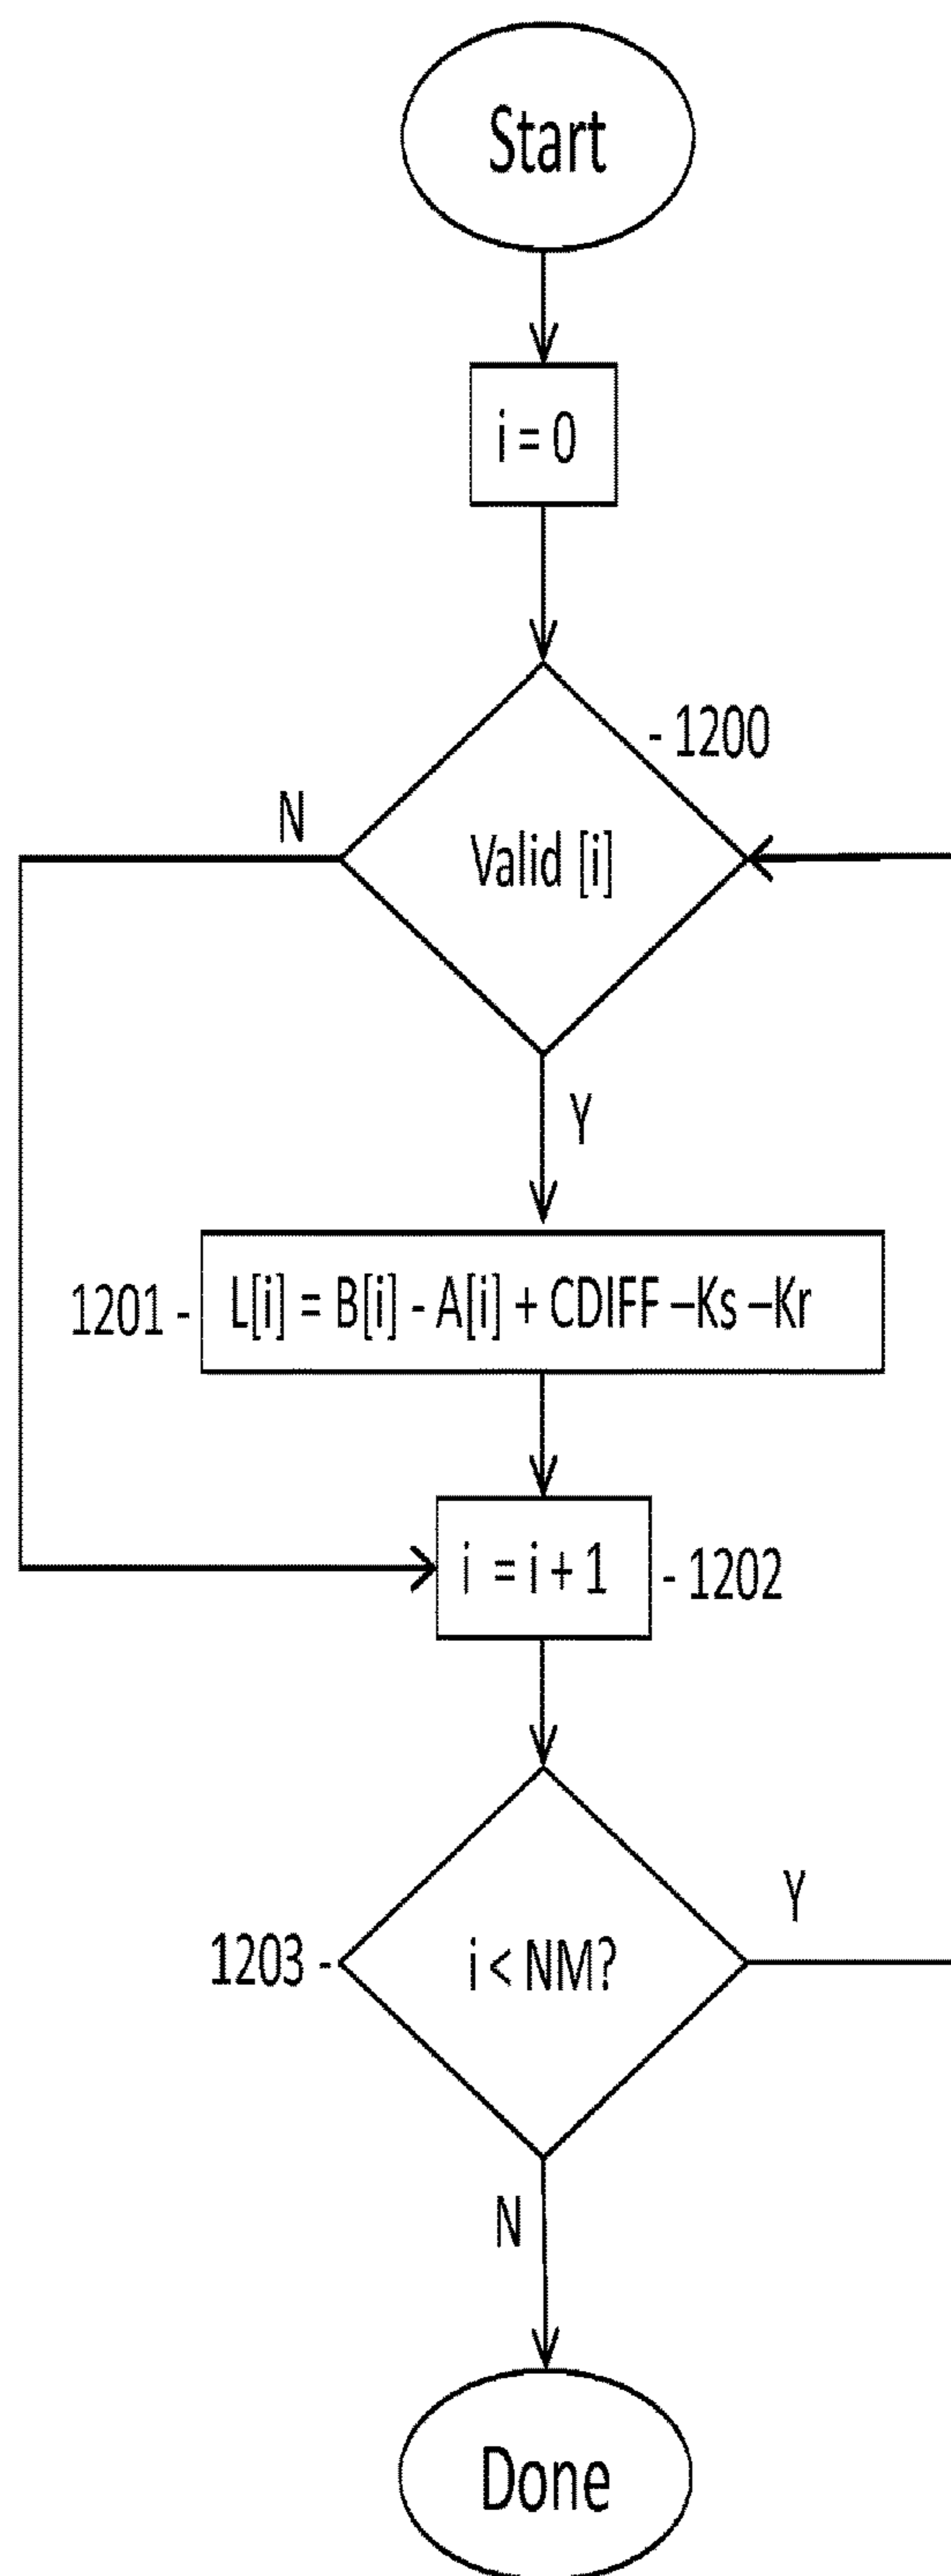 Start
i = 0
- 1200
N
Valid [i]
Y
1201 -
L[i] = B[i] - A[i] + CDIFF –Ks –Kr
i = i + 1
- 1202
Y
1203 -
i < NM?
N
Done